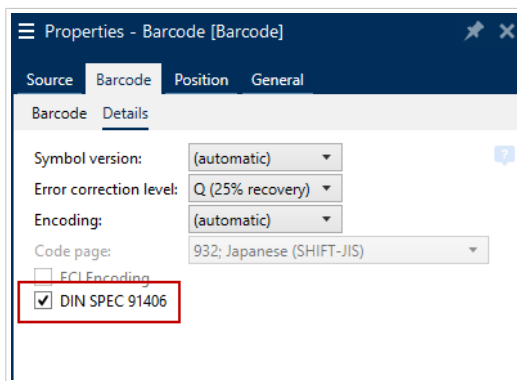 Properties - Barcode [Barcode]
Source Barcode Position General
Barcode Details
Symbol version: (automatic)
?
Error correction level: Q (25% recovery)
Encoding: (automatic)
Code page: 932; Japanese (SHIFT-JIS)
ECI Encoding
DIN SPEC 91406